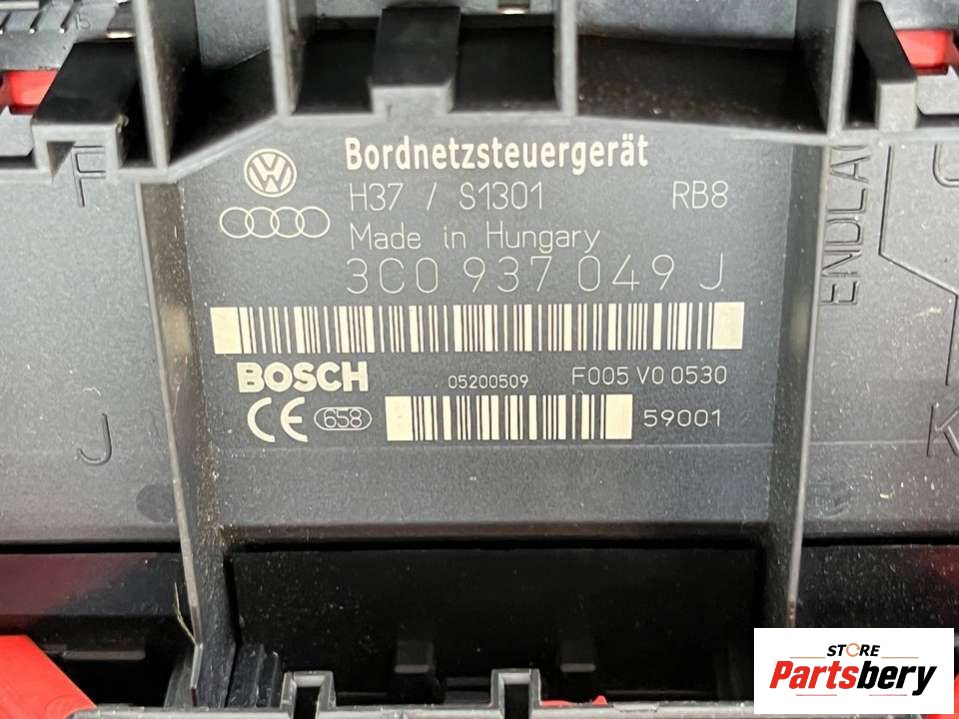 Bordnetzsteuergerät
H37 / S1301 RB8
Made in Hungary
3C0 937 049 J
BOSCH 05200509 F005 V0 0530
CE 658 59001
F
J
K
STORE
Partsbery